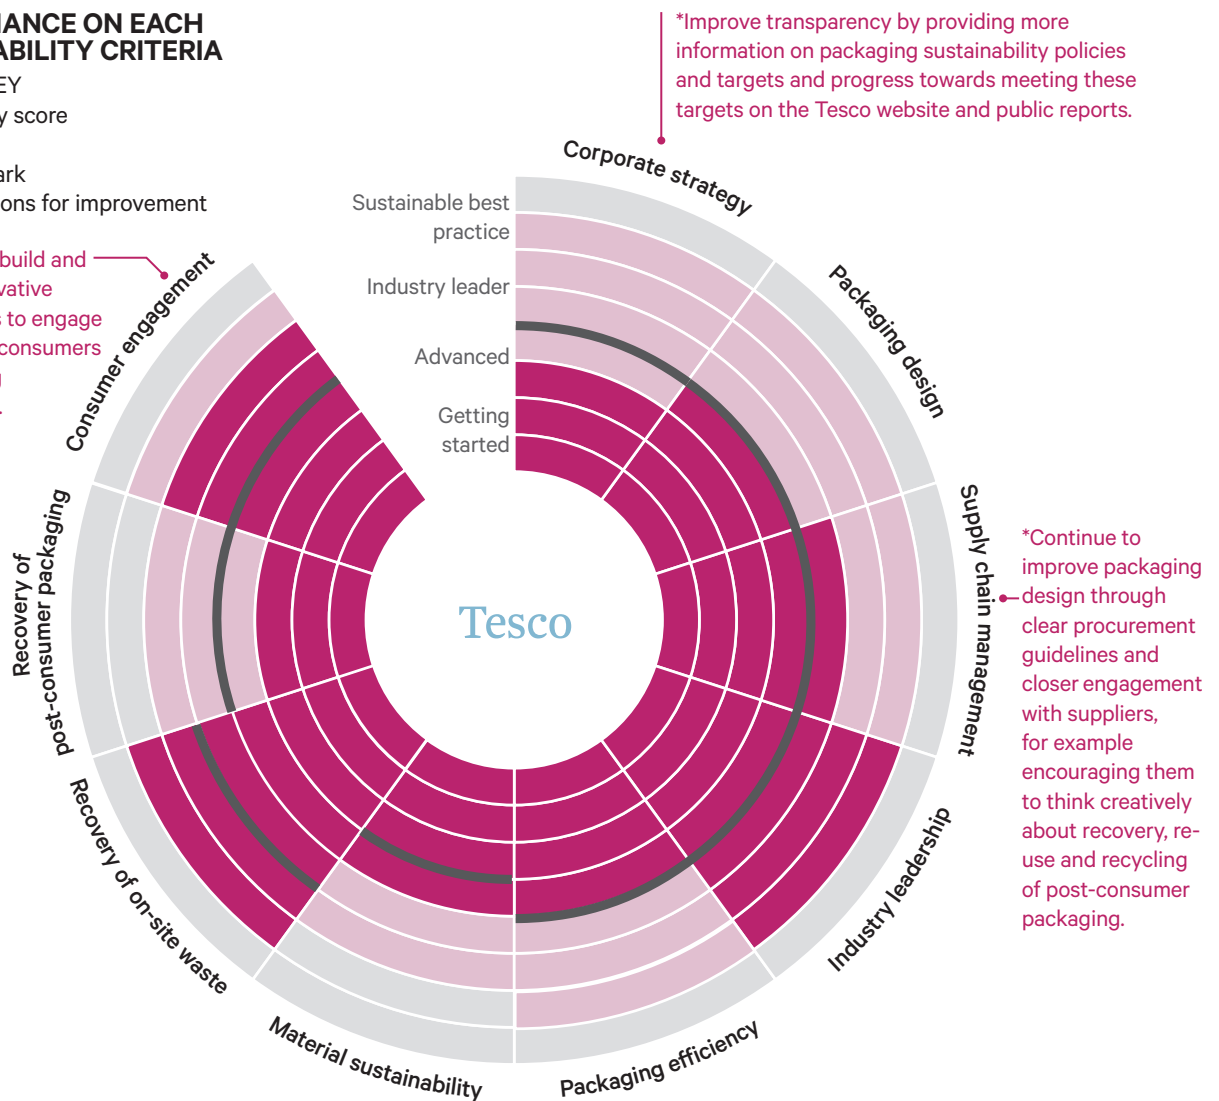 ANCE ON EACH
ABILITY CRITERIA
EY
y score
ark
ons for improvement
*Improve transparency by providing more
information on packaging sustainability policies
and targets and progress towards meeting these
targets on the Tesco website and public reports.
build and
vative
s to engage
consumers
Corporate strategy
Packaging design
Supply chain management
Industry leadership
Packaging efficiency
Material sustainability
Recovery of on-site waste
Recovery of
post-consumer packaging
Consumer engagement
Sustainable best
practice
Industry leader
Advanced
Getting
started
Tesco
*Continue to
improve packaging
design through
clear procurement
guidelines and
closer engagement
with suppliers,
for example
encouraging them
to think creatively
about recovery, re-
use and recycling
of post-consumer
packaging.